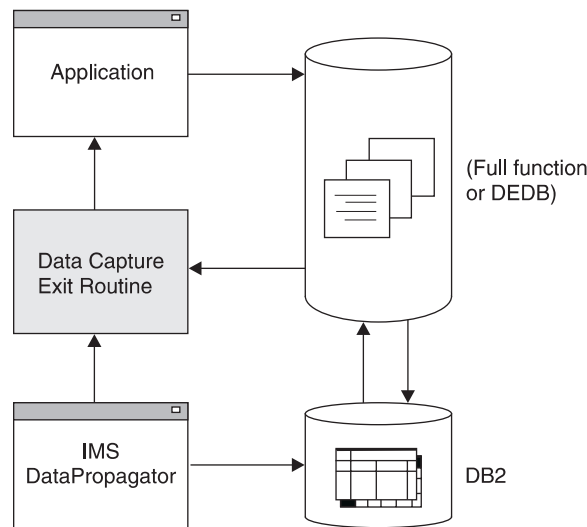 Application
(Full function
or DEDB)
Data Capture
Exit Routine
IMS
DataPropagator
DB2